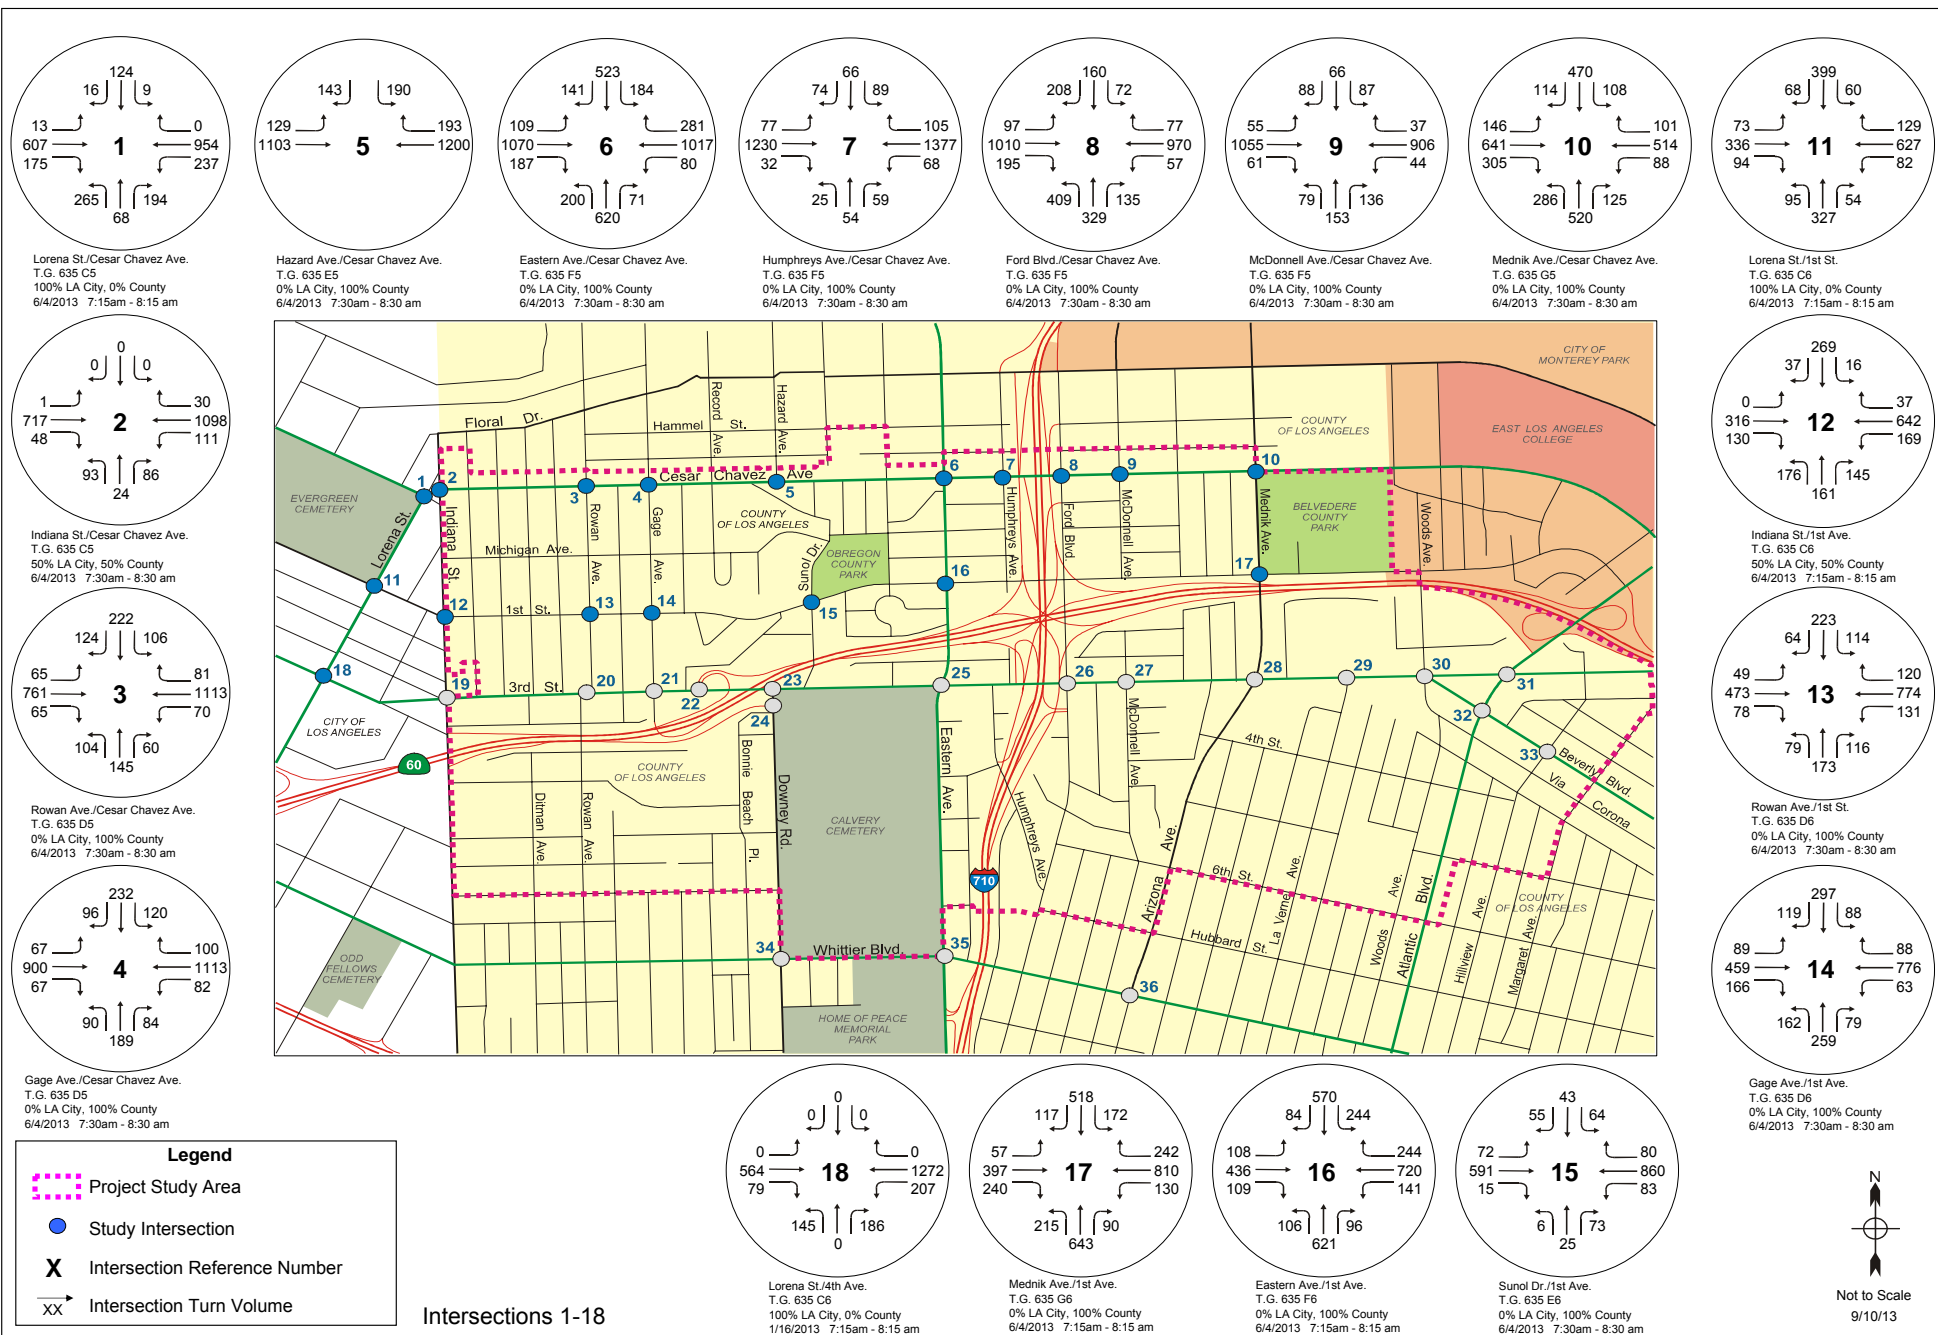 124
16 9
13 0
607 1 954
175 237
265 194
68
Lorena St./Cesar Chavez Ave.
T.G. 635 C5
100% LA City, 0% County
6/4/2013 7:15am - 8:15 am
143 190
129 193
1103 5 1200
Hazard Ave./Cesar Chavez Ave.
T.G. 635 E5
0% LA City, 100% County
6/4/2013 7:30am - 8:30 am
523
141 184
109 281
1070 6 1017
187 80
200 71
620
Eastern Ave./Cesar Chavez Ave.
T.G. 635 F5
0% LA City, 100% County
6/4/2013 7:30am - 8:30 am
66
74 89
77 105
1230 7 1377
32 68
25 59
54
Humphreys Ave./Cesar Chavez Ave.
T.G. 635 F5
0% LA City, 100% County
6/4/2013 7:30am - 8:30 am
160
208 72
97 77
1010 8 970
195 57
409 135
329
Ford Blvd./Cesar Chavez Ave.
T.G. 635 F5
0% LA City, 100% County
6/4/2013 7:30am - 8:30 am
66
88 87
55 37
1055 9 906
61 44
79 136
153
McDonnell Ave./Cesar Chavez Ave.
T.G. 635 F5
0% LA City, 100% County
6/4/2013 7:30am - 8:30 am
470
114 108
146 101
641 10 514
305 88
286 125
520
Mednik Ave./Cesar Chavez Ave.
T.G. 635 G5
0% LA City, 100% County
6/4/2013 7:30am - 8:30 am
399
68 60
73 129
336 11 627
94 82
95 54
327
Lorena St./1st St.
T.G. 635 C6
100% LA City, 0% County
6/4/2013 7:15am - 8:15 am
0
0 0
1 30
717 2 1098
48 111
93 86
24
Indiana St./Cesar Chavez Ave.
T.G. 635 C5
50% LA City, 50% County
6/4/2013 7:30am - 8:30 am
222
124 106
65 81
761 3 1113
65 70
104 60
145
Rowan Ave./Cesar Chavez Ave.
T.G. 635 D5
0% LA City, 100% County
6/4/2013 7:30am - 8:30 am
232
96 120
67 100
900 4 1113
67 82
90 84
189
Gage Ave./Cesar Chavez Ave.
T.G. 635 D5
0% LA City, 100% County
6/4/2013 7:30am - 8:30 am
CITY OF
MONTEREY PARK
Floral Dr.
Hammel St.
Record Ave.
Hazard Ave.
COUNTY
OF LOS ANGELES
EAST LOS ANGELES
COLLEGE
1
2
3
4
5
6
7
8
9
10
Cesar Chavez Ave
EVERGREEN
CEMETERY
Lorena St.
Indiana St.
Rowan Ave.
Gage Ave.
COUNTY
OF LOS ANGELES
Humphreys Ave.
Ford Blvd.
McDonnell Ave.
Mednik Ave.
BELVEDERE
COUNTY
PARK
Woods Ave.
Michigan Ave.
Sunol Dr.
OBREGON
COUNTY
PARK
11
12
1st St.
13
14
15
16
17
18
19
3rd St.
20
21
22
23
24
25
26
27
28
29
30
31
32
33
CITY OF
LOS ANGELES
60
COUNTY
OF LOS ANGELES
Ditman Ave.
Rowan Ave.
Bonnie Beach Pl.
Downey Rd.
CALVERY
CEMETERY
Eastern Ave.
Humphreys Ave.
McDonnell Ave.
4th St.
Beverly Blvd.
Via Corona
710
Arizona Ave.
6th St.
La Verne Ave.
Hubbard St.
Woods Ave.
Atlantic Blvd.
Hillview Ave.
Margaret Ave.
COUNTY
OF LOS ANGELES
34
Whittier Blvd.
35
36
ODD
FELLOWS
CEMETERY
HOME OF PEACE
MEMORIAL
PARK
269
37 16
0 37
316 12 642
130 169
176 145
161
Indiana St./1st Ave.
T.G. 635 C6
50% LA City, 50% County
6/4/2013 7:15am - 8:15 am
223
64 114
49 120
473 13 774
78 131
79 116
173
Rowan Ave./1st St.
T.G. 635 D6
0% LA City, 100% County
6/4/2013 7:30am - 8:30 am
297
119 88
89 88
459 14 776
166 63
162 79
259
Gage Ave./1st Ave.
T.G. 635 D6
0% LA City, 100% County
6/4/2013 7:30am - 8:30 am
Legend
Project Study Area
Study Intersection
X Intersection Reference Number
XX Intersection Turn Volume
Intersections 1-18
0
0 0
0 0
564 18 1272
79 207
145 186
0
Lorena St./4th Ave.
T.G. 635 C6
100% LA City, 0% County
1/16/2013 7:15am - 8:15 am
518
117 172
57 242
397 17 810
240 130
215 90
643
Mednik Ave./1st Ave.
T.G. 635 G6
0% LA City, 100% County
6/4/2013 7:15am - 8:15 am
570
84 244
108 244
436 16 720
109 141
106 96
621
Eastern Ave./1st Ave.
T.G. 635 F6
0% LA City, 100% County
6/4/2013 7:15am - 8:15 am
43
55 64
72 80
591 15 860
15 83
6 73
25
Sunol Dr./1st Ave.
T.G. 635 E6
0% LA City, 100% County
6/4/2013 7:30am - 8:30 am
N
Not to Scale
9/10/13